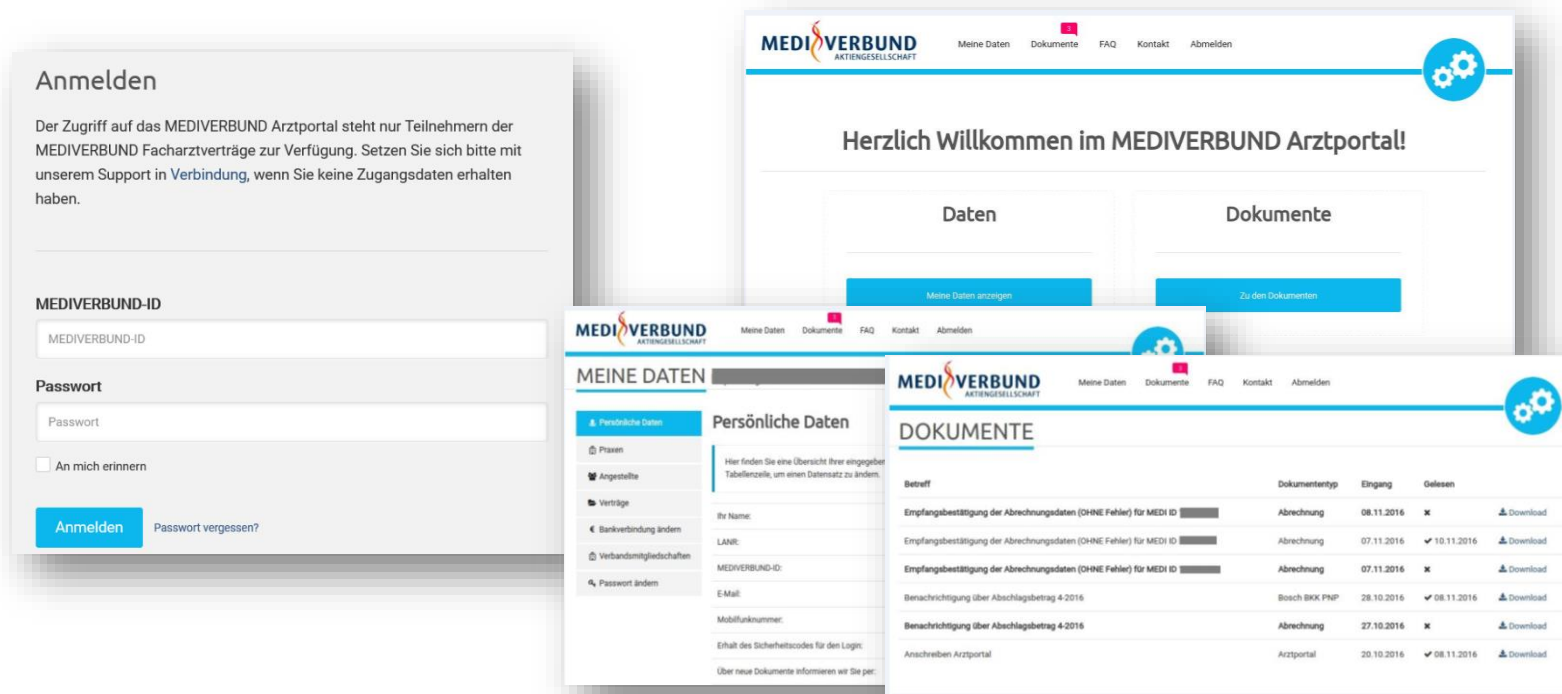 Anmelden
Der Zugriff auf das MEDIVERBUND Arztportal steht nur Teilnehmern der
MEDIVERBUND Facharztverträge zur Verfügung. Setzen Sie sich bitte mit
unserem Support in Verbindung, wenn Sie keine Zugangsdaten erhalten
haben.
MEDIVERBUND-ID
MEDIVERBUND-ID
Passwort
Passwort
An mich erinnern
Anmelden Passwort vergessen?
MEDIVERBUND
AKTIENGESELLSCHAFT
3
Meine Daten Dokumente FAQ Kontakt Abmelden
Herzlich Willkommen im MEDIVERBUND Arztportal!
Daten Dokumente
Meine Daten anzeigen Zu den Dokumenten
MEDIVERBUND
AKTIENGESELLSCHAFT
3
Meine Daten Dokumente FAQ Kontakt Abmelden
MEINE DATEN
Persönliche Daten
Praxen
Angestellte
Verträge
Bankverbindung ändern
Verbandsmitgliedschaften
Passwort ändern
Persönliche Daten
Hier finden Sie eine Übersicht Ihrer eingegeben
Tabellenzeile, um einen Datensatz zu ändern.
Ihr Name:
LANR:
MEDIVERBUND-ID:
E-Mail:
Mobilfunknummer:
Erhalt des Sicherheitscodes für den Login:
Über neue Dokumente informieren wir Sie per:
MEDIVERBUND
AKTIENGESELLSCHAFT
3
Meine Daten Dokumente FAQ Kontakt Abmelden
DOKUMENTE
Betreff Dokumententyp Eingang Gelesen
Empfangsbestätigung der Abrechnungsdaten (OHNE Fehler) für MEDI ID Abrechnung 08.11.2016 ✖ Download
Empfangsbestätigung der Abrechnungsdaten (OHNE Fehler) für MEDI ID Abrechnung 07.11.2016 ✔ 10.11.2016 Download
Empfangsbestätigung der Abrechnungsdaten (OHNE Fehler) für MEDI ID Abrechnung 07.11.2016 ✖ Download
Benachrichtigung über Abschlagsbetrag 4-2016 Bosch BKK PNP 28.10.2016 ✔ 08.11.2016 Download
Benachrichtigung über Abschlagsbetrag 4-2016 Abrechnung 27.10.2016 ✖ Download
Anschreiben Arztportal Arztportal 20.10.2016 ✔ 08.11.2016 Download